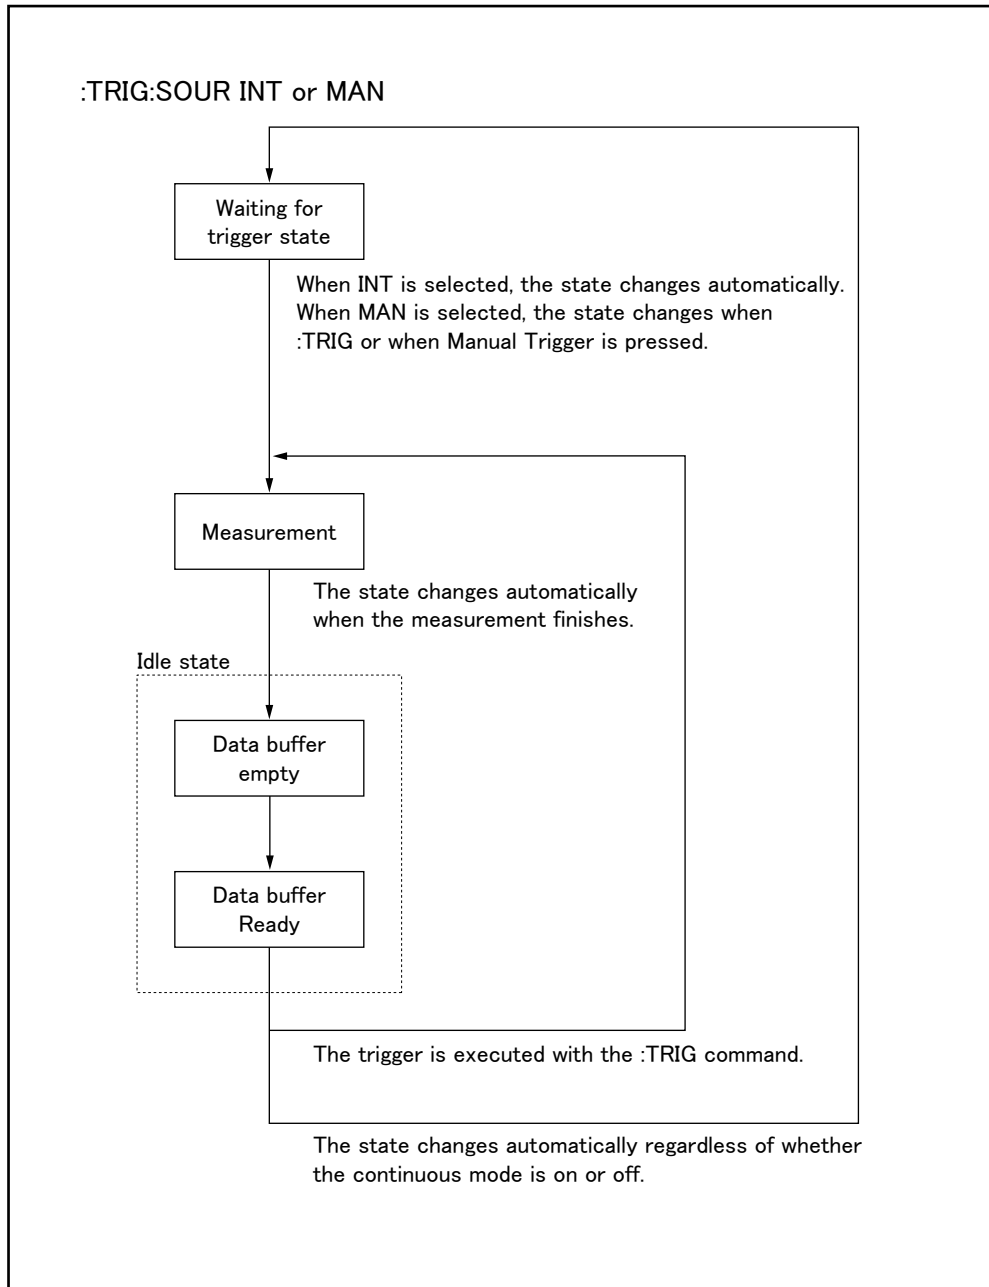 :TRIG:SOUR INT or MAN
Waiting for
trigger state
When INT is selected, the state changes automatically.
When MAN is selected, the state changes when
:TRIG or when Manual Trigger is pressed.
Measurement
The state changes automatically
when the measurement finishes.
Idle state
Data buffer
empty
Data buffer
Ready
The trigger is executed with the :TRIG command.
The state changes automatically regardless of whether
the continuous mode is on or off.